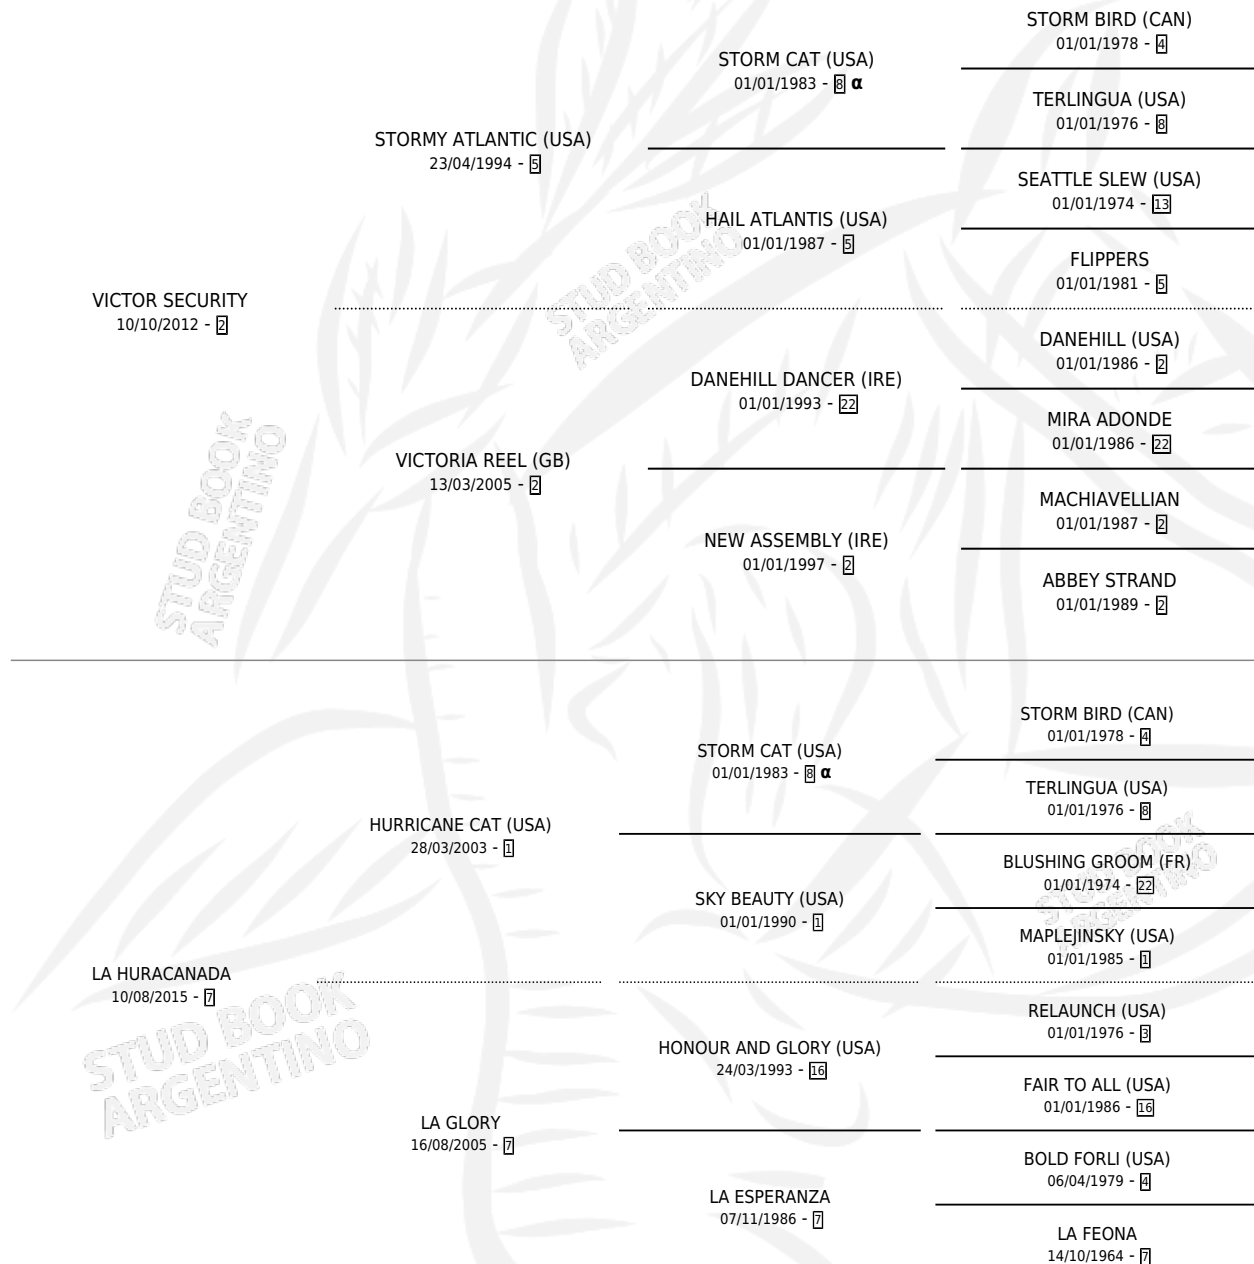 STORM BIRD (CAN)
01/01/1978 - 4
STORM CAT (USA)
01/01/1983 - 8 α
TERLINGUA (USA)
01/01/1976 - 8
STORMY ATLANTIC (USA)
23/04/1994 - 5
SEATTLE SLEW (USA)
01/01/1974 - 13
HAIL ATLANTIS (USA)
01/01/1987 - 5
FLIPPERS
01/01/1981 - 5
VICTOR SECURITY
10/10/2012 - 2
DANEHILL (USA)
01/01/1986 - 2
DANEHILL DANCER (IRE)
01/01/1993 - 22
MIRA ADONDE
01/01/1986 - 22
VICTORIA REEL (GB)
13/03/2005 - 2
MACHIAVELLIAN
01/01/1987 - 2
NEW ASSEMBLY (IRE)
01/01/1997 - 2
ABBEY STRAND
01/01/1989 - 2
STUD BOOK
ARGENTINO
STUD BOOK
ARGENTINO
STORM BIRD (CAN)
01/01/1978 - 4
STORM CAT (USA)
01/01/1983 - 8 α
TERLINGUA (USA)
01/01/1976 - 8
HURRICANE CAT (USA)
28/03/2003 - 1
BLUSHING GROOM (FR)
01/01/1974 - 22
SKY BEAUTY (USA)
01/01/1990 - 1
MAPLEJINSKY (USA)
01/01/1985 - 1
STUD BOOK
ARGENTINO
LA HURACANADA
10/08/2015 - 7
RELAUNCH (USA)
01/01/1976 - 3
HONOUR AND GLORY (USA)
24/03/1993 - 16
FAIR TO ALL (USA)
01/01/1986 - 16
LA GLORY
16/08/2005 - 7
BOLD FORLI (USA)
06/04/1979 - 4
LA ESPERANZA
07/11/1986 - 7
LA FEONA
14/10/1964 - 7
STUD BOOK
ARGENTINO